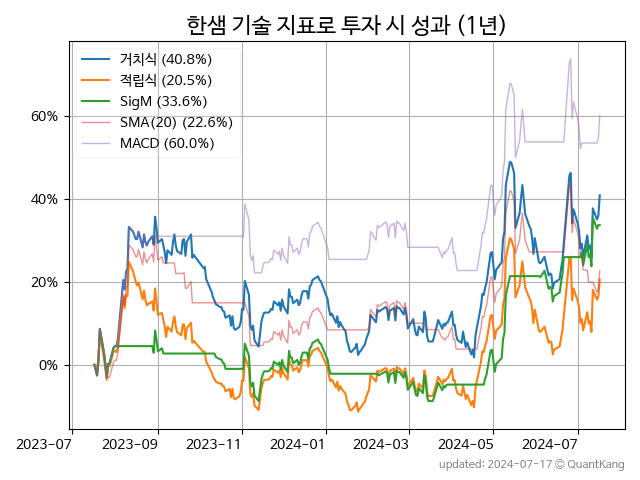 한샘 기술 지표로 투자 시 성과 (1년)
거치식 (40.8%)
적립식 (20.5%)
SigM (33.6%)
SMA(20) (22.6%)
MACD (60.0%)
60%
40%
20%
0%
2023-07 2023-09 2023-11 2024-01 2024-03 2024-05 2024-07
updated: 2024-07-17 © QuantKang